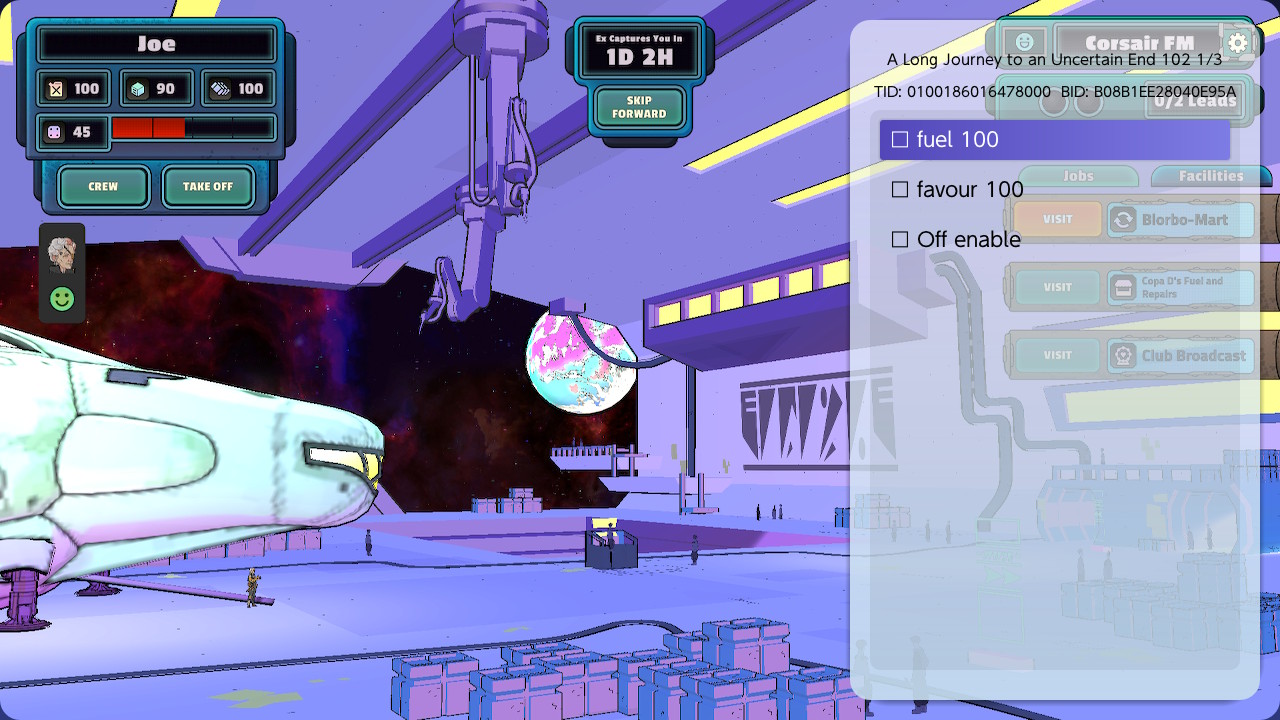 Joe
100
90
100
45
CREW
TAKE OFF
Ex Captures You In
1D 2H
SKIP
FORWARD
Corsair FM
A Long Journey to an Uncertain End 102 1/3
TID: 01001860164 78000 BID: B08B1EE28040E95A
0/2 Leads
fuel 100
Jobs
Facilities
favour 100
VISIT
Blorbo-Mart
Off enable
VISIT
Copa D's Fuel and
Repairs
VISIT
Club Broadcast